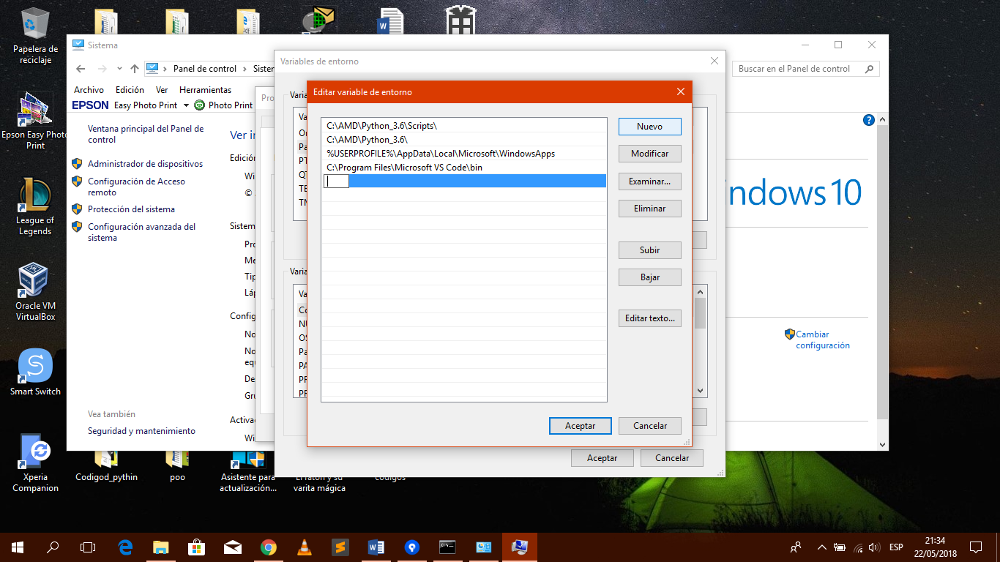 Papelera de
reciclaje
Epson Easy Photo
Print
League of
Legends
Oracle VM
VirtualBox
Smart Switch
Xperia
Companion
Codigod_pythin
poo
Asistente para
actualización...
El ratón y su
varita mágica
codigos
Sistema
Panel de control
Buscar en el Panel de control
Archivo Edición Ver Herramientas
EPSON Easy Photo Print Photo Print
Ventana principal del Panel de
control
Administrador de dispositivos
Configuración de Acceso
remoto
Protección del sistema
Configuración avanzada del
sistema
Vea también
Seguridad y mantenimiento
Ver in
Edición
Wi
©
Sistem
Pro
Me
Tip
Láp
Config
No
No
equ
De
Gru
Activac
Wi
ndows 10
Cambiar
configuración
Pro
Variables de entorno
Varia
Va
Or
Pa
PT
QT
TE
TM
Varia
Va
Co
NU
OS
Pa
PA
PR
PR
Aceptar
Cancelar
Editar variable de entorno
C:\AMD\Python_3.6\Scripts\
C:\AMD\Python_3.6\
%USERPROFILE%\AppData\Local\Microsoft\WindowsApps
C:\Program Files\Microsoft VS Code\bin
Nuevo
Modificar
Examinar...
Eliminar
Subir
Bajar
Editar texto...
Aceptar
Cancelar
ESP
21:34
22/05/2018